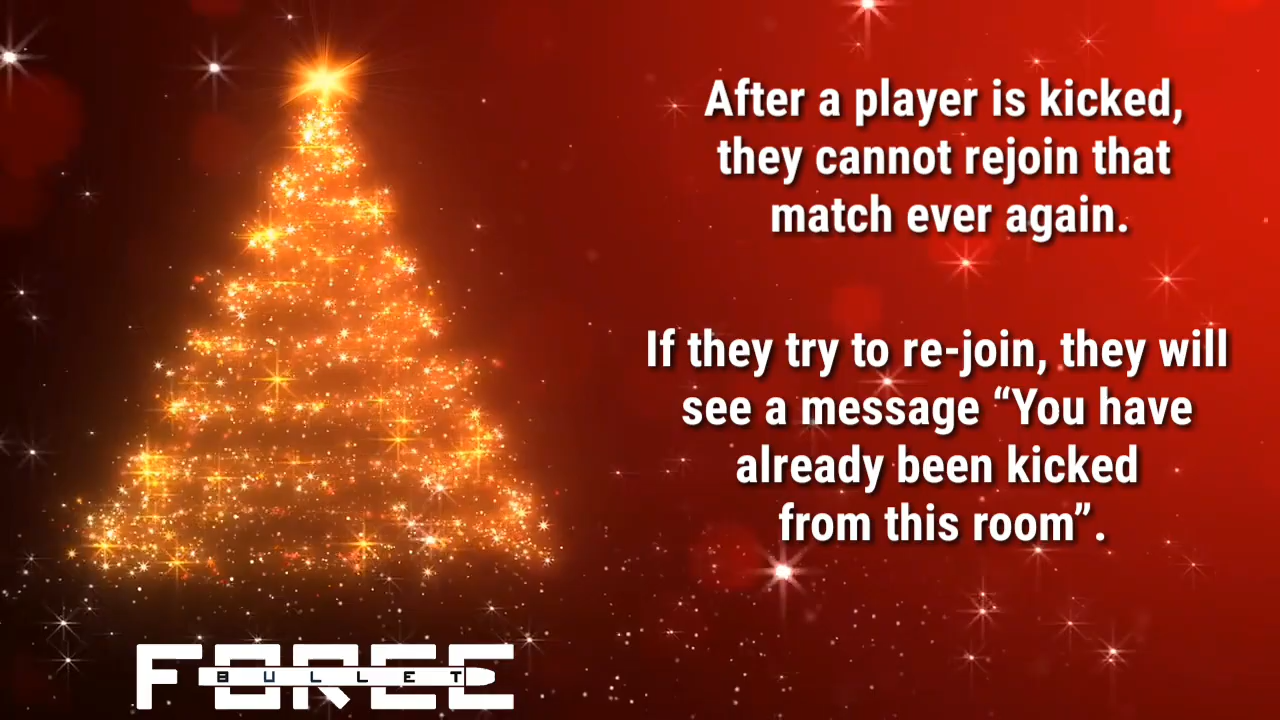 After a player is kicked,
they cannot rejoin that
match ever again.
If they try to re-join, they will
see a message “You have
already been kicked
from this room”.
FOREE
BULLET